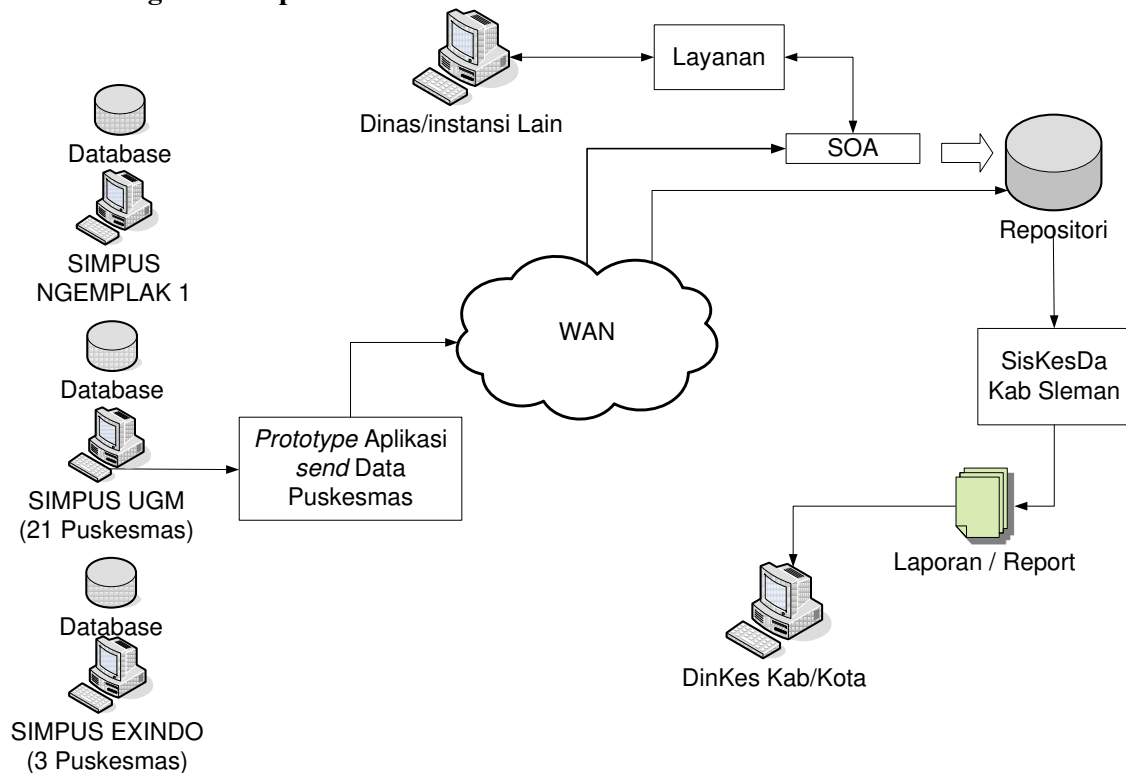 Dinas/instansi Lain
Layanan
SOA
Repositori
Database
SIMPUS
NGEMPLAK 1
Database
SIMPUS UGM
(21 Puskesmas)
Database
SIMPUS EXINDO
(3 Puskesmas)
Prototype Aplikasi
send Data
Puskesmas
WAN
SisKesDa
Kab Sleman
Laporan / Report
DinKes Kab/Kota